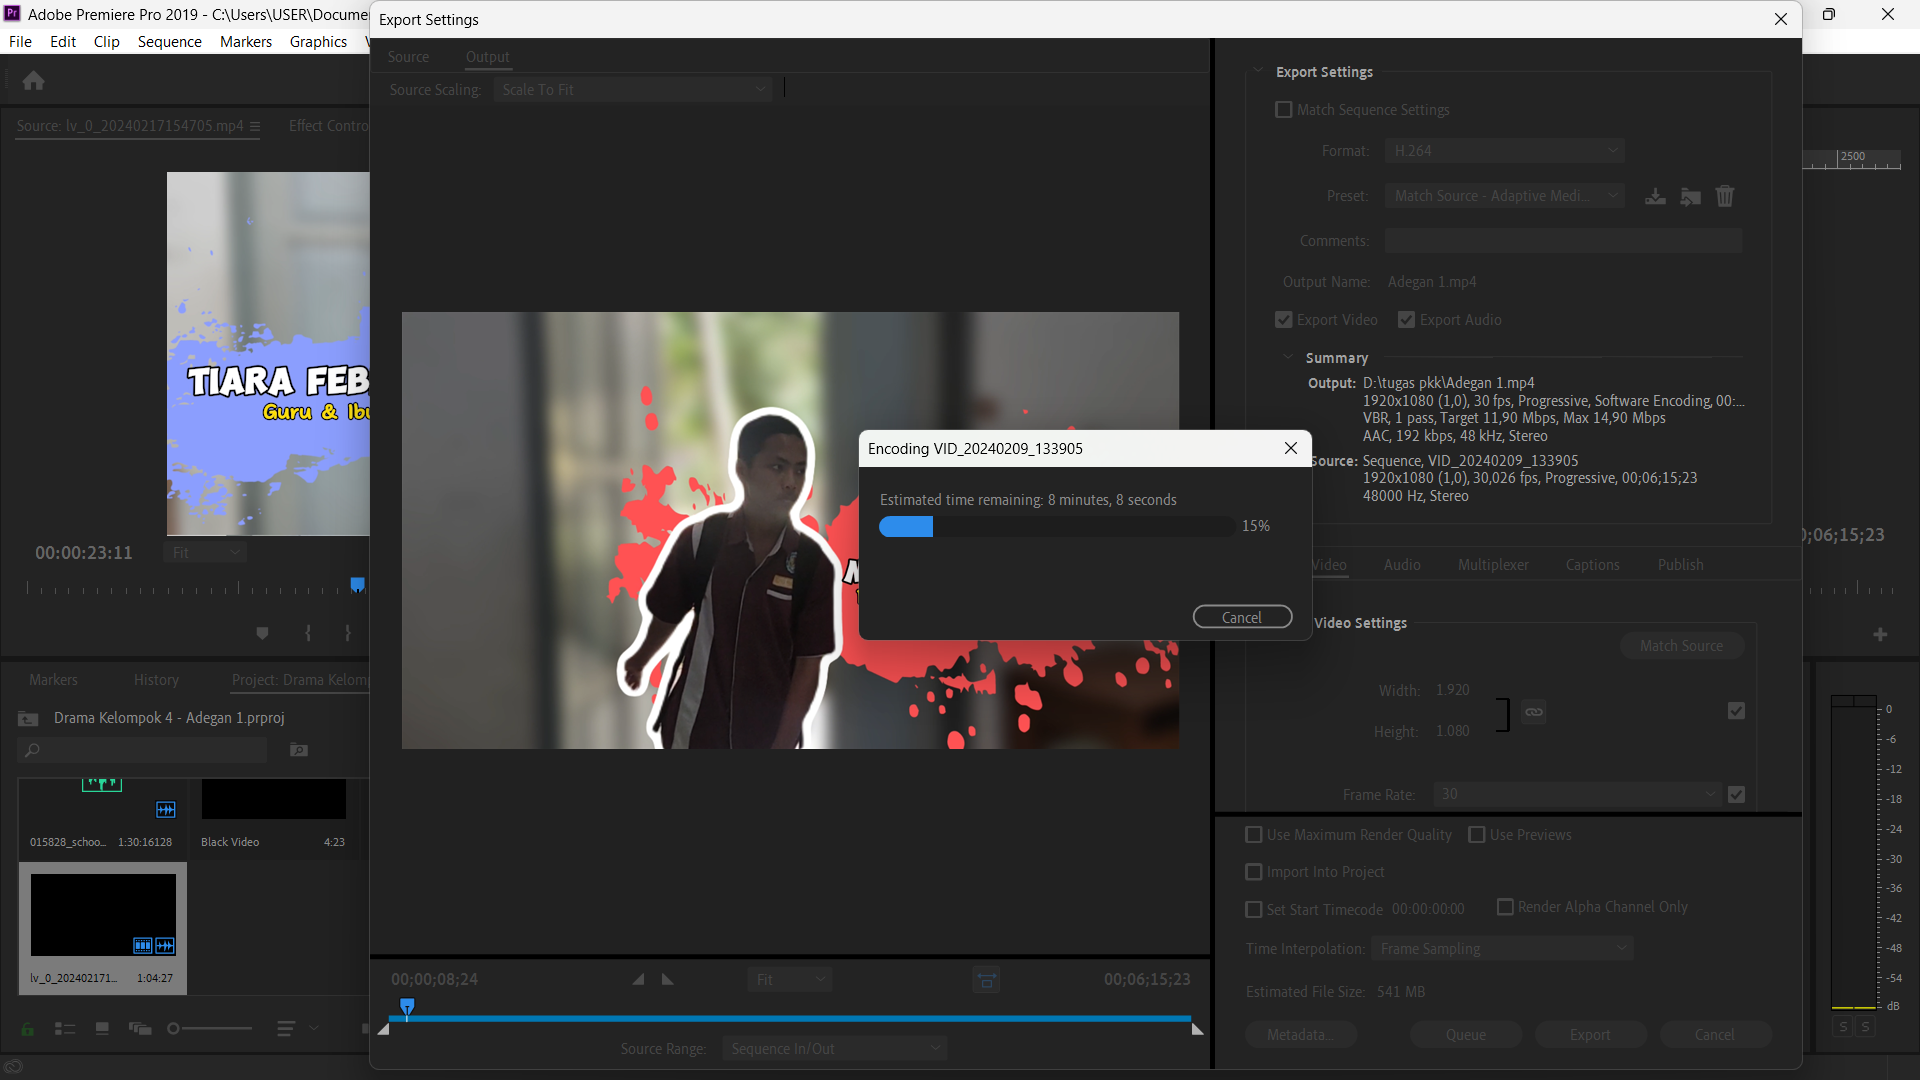 Adobe Premiere Pro 2019 - C:\Users\USER\Docume
File Edit Clip Sequence Markers Graphics
Source: lv_0_20240217154705.mp4
Effect Contro
TIARA FEB
Guru & Ibu
00:00:23:11
Fit
Markers
History
Project: Drama Kelomp
Drama Kelompok 4 - Adegan 1.prproj
015828_schoo...
1:30:16128
Black Video
4:23
lv_0_202402171...
1:04:27
Export Settings
Source
Output
Source Scaling:
Scale To Fit
00;00;08;24
Fit
00;06;15;23
Source Range:
Sequence In/Out
Encoding VID_20240209_133905
Estimated time remaining: 8 minutes, 8 seconds
15%
Cancel
Export Settings
Match Sequence Settings
Format: H.264
Preset: Match Source - Adaptive Medi...
Comments:
Output Name: Adegan 1.mp4
Export Video
Export Audio
Summary
Output: D:\tugas pkk\Adegan 1.mp4
1920x1080 (1,0), 30 fps, Progressive, Software Encoding, 00:...
VBR, 1 pass, Target 11,90 Mbps, Max 14,90 Mbps
AAC, 192 kbps, 48 kHz, Stereo
Source: Sequence, VID_20240209_133905
1920x1080 (1,0), 30,026 fps, Progressive, 00;06;15;23
48000 Hz, Stereo
Video
Audio
Multiplexer
Captions
Publish
Video Settings
Match Source
Width: 1.920
Height: 1.080
Frame Rate: 30
Use Maximum Render Quality
Use Previews
Import Into Project
Set Start Timecode 00:00:00:00
Render Alpha Channel Only
Time Interpolation: Frame Sampling
Estimated File Size: 541 MB
Metadata...
Queue
Export
Cancel
2500
;06;15;23
0
-6
-12
-18
-24
-30
-36
-42
-48
-54
dB
S S